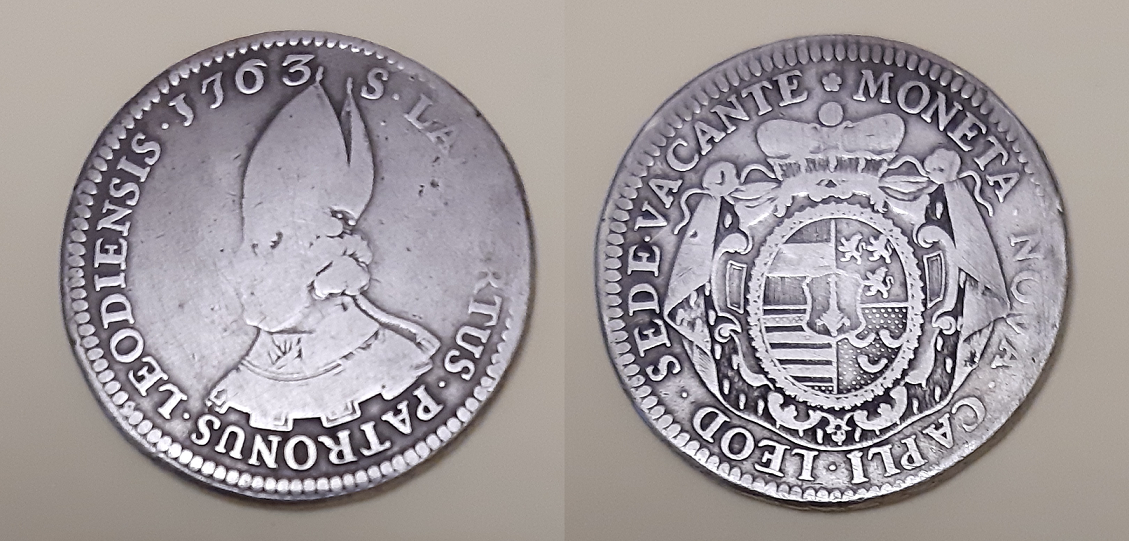 S. LA RTUS · PATRONUS · LEODIENSIS · 1763
MONETA NOVA · CAPLI · LEOD · SEDE · VACANTE